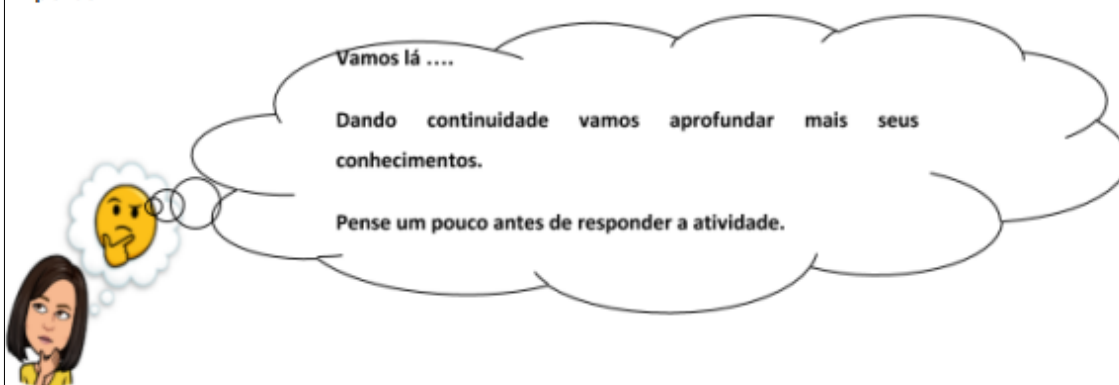 Vamos lá ....
Dando continuidade vamos aprofundar mais seus
conhecimentos.
Pense um pouco antes de responder a atividade.